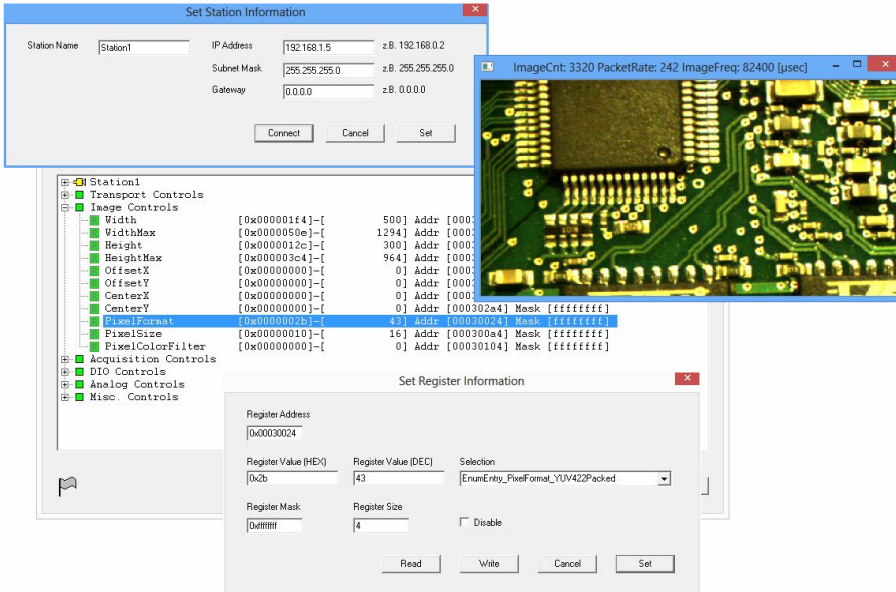 Set Station Information
Station Name Station1 IP Address 192.168.1.5 z.B. 192.168.0.2
Subnet Mask 255.255.255.0 z.B. 255.255.255.0
Gateway 0.0.0.0 z.B. 0.0.0.0
Connect Cancel Set
ImageCnt: 3320 PacketRate: 242 ImageFreq: 82400 [µsec]
Station1
Transport Controls
Image Controls
R Width [0x000001f4]-[ 500] Addr [0003
R WidthMax [0x0000050e]-[ 1294] Addr [0003
R Height [0x0000012c]-[ 300] Addr [0003
R HeightMax [0x000003c4]-[ 964] Addr [0003
R OffsetX [0x00000000]-[ 0] Addr [0003
R OffsetY [0x00000000]-[ 0] Addr [0003
R CenterX [0x00000000]-[ 0] Addr [0003
R CenterY [0x00000000]-[ 0] Addr [000302a4] Mask [ffffffff]
R PixelFormat [0x0000002b]-[ 43] Addr [00030024] Mask [ffffffff]
R PixelSize [0x00000010]-[ 16] Addr [000300a4] Mask [ffffffff]
R PixelColorFilter [0x00000000]-[ 0] Addr [00030104] Mask [ffffffff]
Acquisition Controls
DIO Controls
Analog Controls
Misc. Controls
Set Register Information
Register Address
0x00030024
Register Value (HEX) Register Value (DEC) Selection
0x2b 43 EnumEntry_PixelFormat_YUV422Packed
Register Mask Register Size
0xffffffff 4 Disable
Read Write Cancel Set